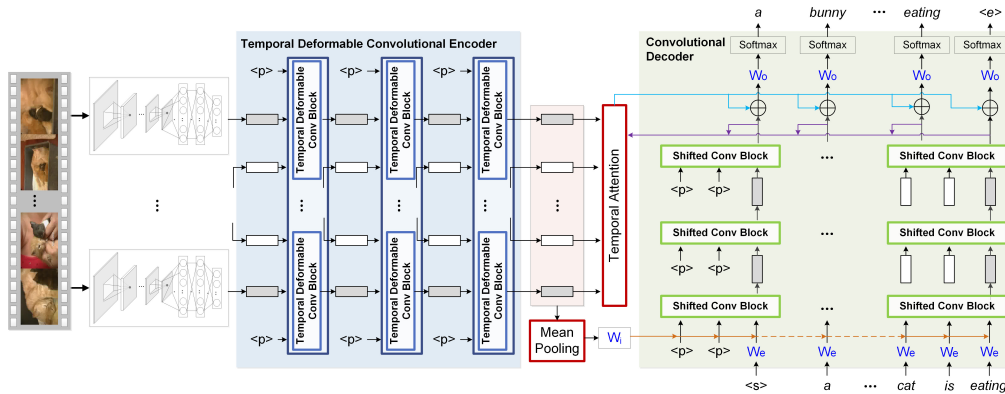 a bunny ... eating <e>
Temporal Deformable Convolutional Encoder
Convolutional
Decoder
Softmax Softmax Softmax Softmax
Wo Wo Wo Wo
<p> <p> <p>
Temporal Deformable
Conv Block
Temporal Deformable
Conv Block
Temporal Deformable
Conv Block
Temporal Attention
Shifted Conv Block ... Shifted Conv Block
<p> <p>
...
Shifted Conv Block ... Shifted Conv Block
<p> <p>
Temporal Deformable
Conv Block
Temporal Deformable
Conv Block
Temporal Deformable
Conv Block
Shifted Conv Block ... Shifted Conv Block
<p> <p> <p>
Mean
Pooling
Wi
<p> <p> We We We We We
<s> a ... cat is eating